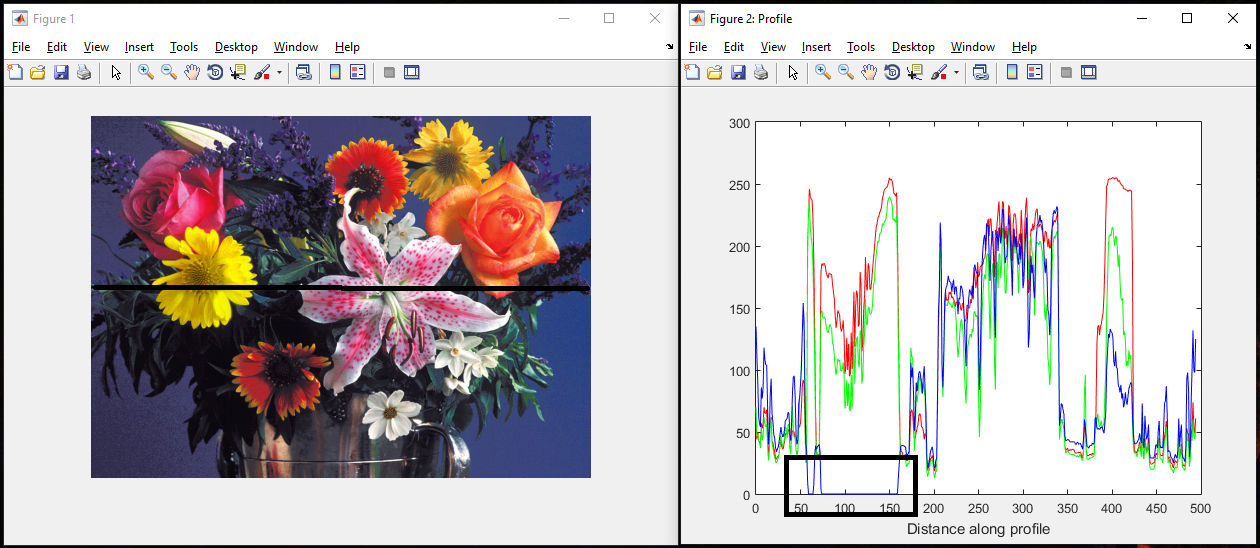 Figure 1
File Edit View Insert Tools Desktop Window Help
Figure 2: Profile
File Edit View Insert Tools Desktop Window Help
300
250
200
150
100
50
0
0 50 100 150 200 250 300 350 400 450 500
Distance along profile